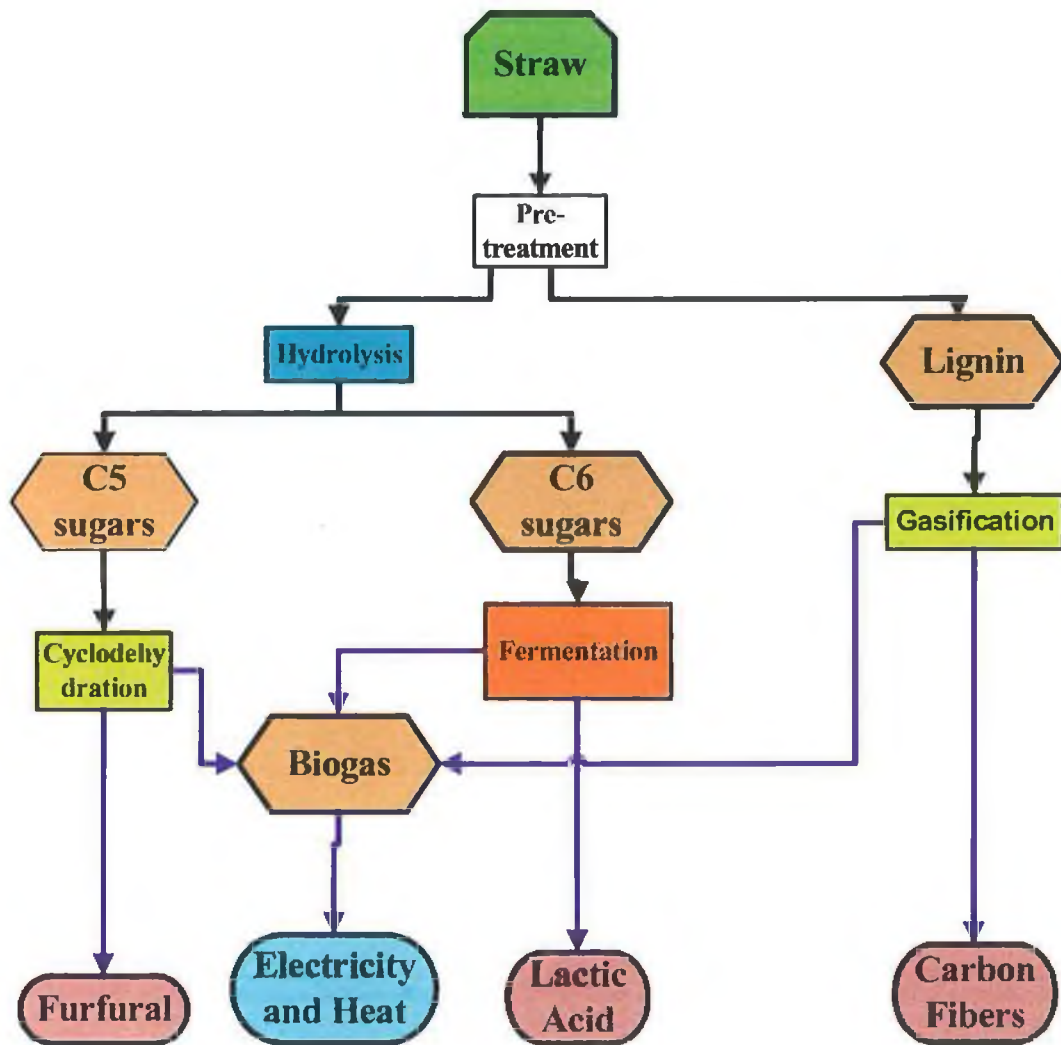 Straw
Pre-
treatment
Hydrolysis
Lignin
C5
sugars
C6
sugars
Gasification
Cyclodehy
dration
Fermentation
Biogas
Electricity
and Heat
Lactic
Acid
Carbon
Fibers
Furfural